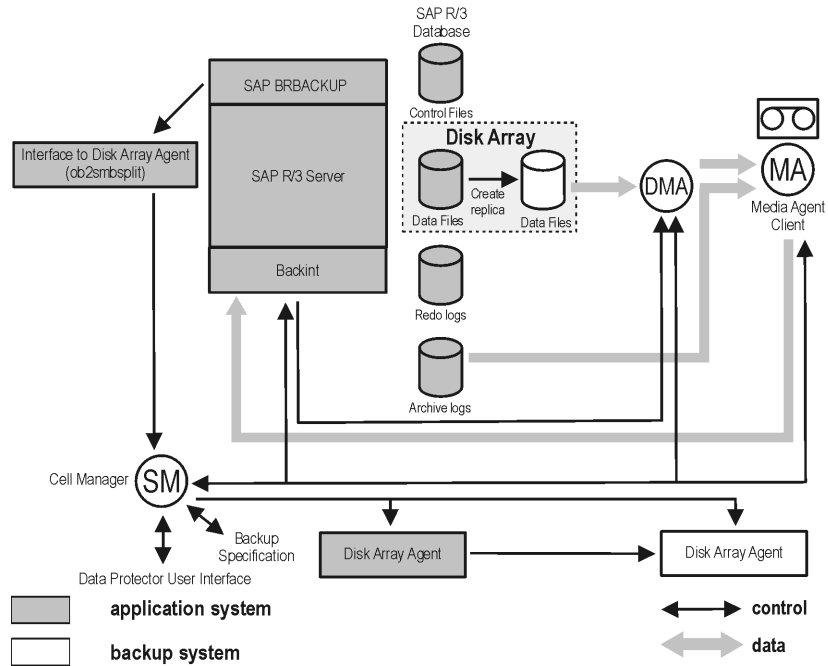 SAP R/3
Database
SAP BRBACKUP
Control Files
Disk Array
Interface to Disk Array Agent
(ob2smbsplit)
SAP R/3 Server
Create
replica
Data Files
Data Files
DMA
MA
Media Agent
Client
Backint
Redo logs
Archive logs
Cell Manager
SM
Backup
Specification
Data Protector User Interface
Disk Array Agent
Disk Array Agent
application system
control
backup system
data